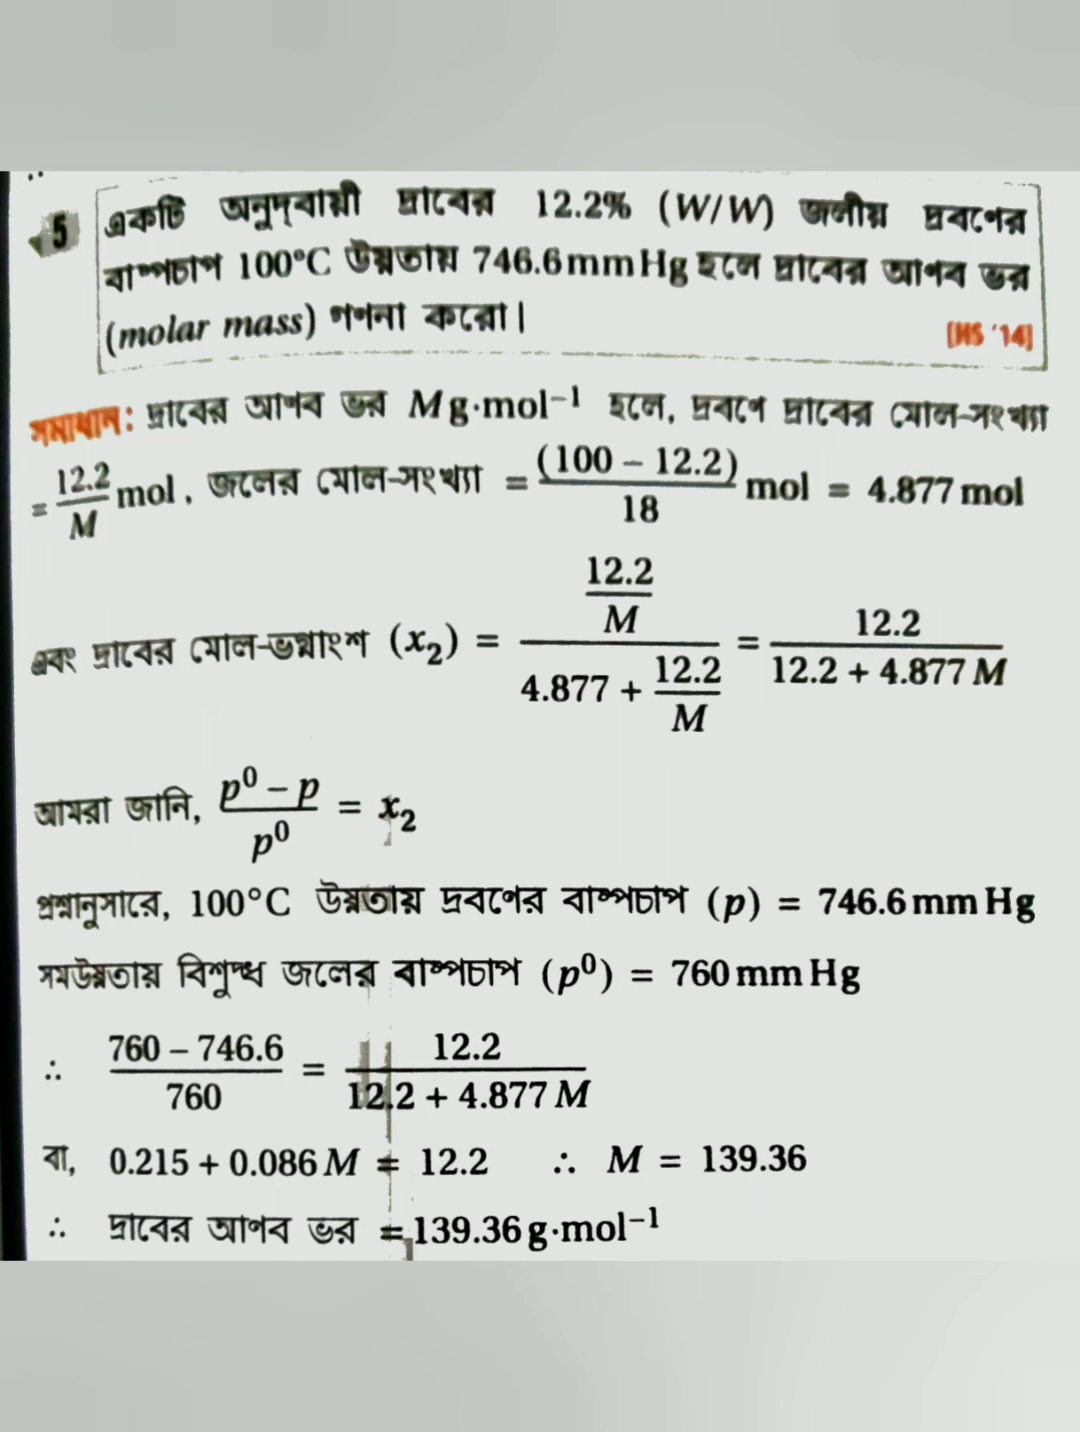 5 একটি অনুদ্‌বায়ী দ্রাবের 12.2% (W/W) জলীয় দ্রবণের
বাষ্পচাপ 100°C উষ্ণতায় 746.6 mm Hg হলে দ্রাবের আণব ভর
(molar mass) গণনা করো। [HS '14]
সমাধান: দ্রাবের আণব ভর M g·mol⁻¹ হলে, দ্রবণে দ্রাবের মোল-সংখ্যা
= 12.2/M mol, জলের মোল-সংখ্যা = (100 − 12.2)/18 mol = 4.877 mol
এবং দ্রাবের মোল-ভগ্নাংশ (x₂) = (12.2/M)/(4.877 + 12.2/M) = 12.2/(12.2 + 4.877 M)
আমরা জানি, (p⁰ − p)/p⁰ = x₂
প্রশ্নানুসারে, 100°C উষ্ণতায় দ্রবণের বাষ্পচাপ (p) = 746.6 mm Hg
সমউষ্ণতায় বিশুদ্ধ জলের বাষ্পচাপ (p⁰) = 760 mm Hg
∴ (760 − 746.6)/760 = 12.2/(12.2 + 4.877 M)
বা, 0.215 + 0.086 M = 12.2 ∴ M = 139.36
∴ দ্রাবের আণব ভর = 139.36 g·mol⁻¹